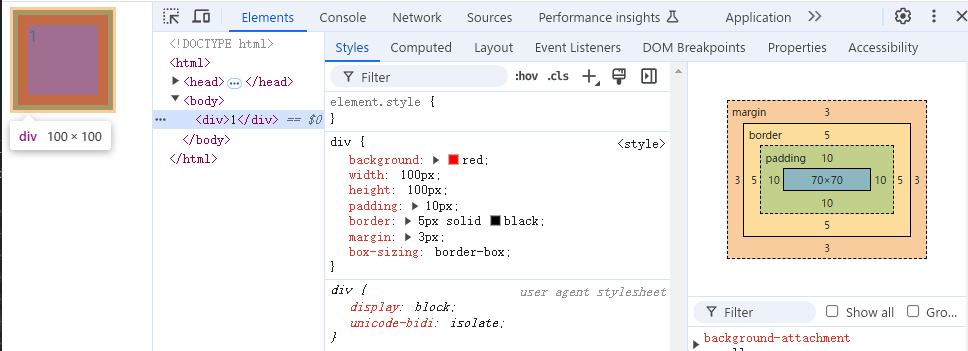 1
div 100 × 100
Elements Console Network Sources Performance insights Application
<!DOCTYPE html>
<html>
<head> ⋯ </head>
<body>
⋯ <div>1</div> == $0
</body>
</html>
Styles Computed Layout Event Listeners DOM Breakpoints Properties Accessibility
Filter :hov .cls
element.style {
}
div { <style>
background: red;
width: 100px;
height: 100px;
padding: 10px;
border: 5px solid black;
margin: 3px;
box-sizing: border-box;
}
div { user agent stylesheet
display: block;
unicode-bidi: isolate;
}
margin 3
border 5
padding 10
3 5 10 70×70 10 5 3
10
5
3
Filter Show all Gro...
background-attachment